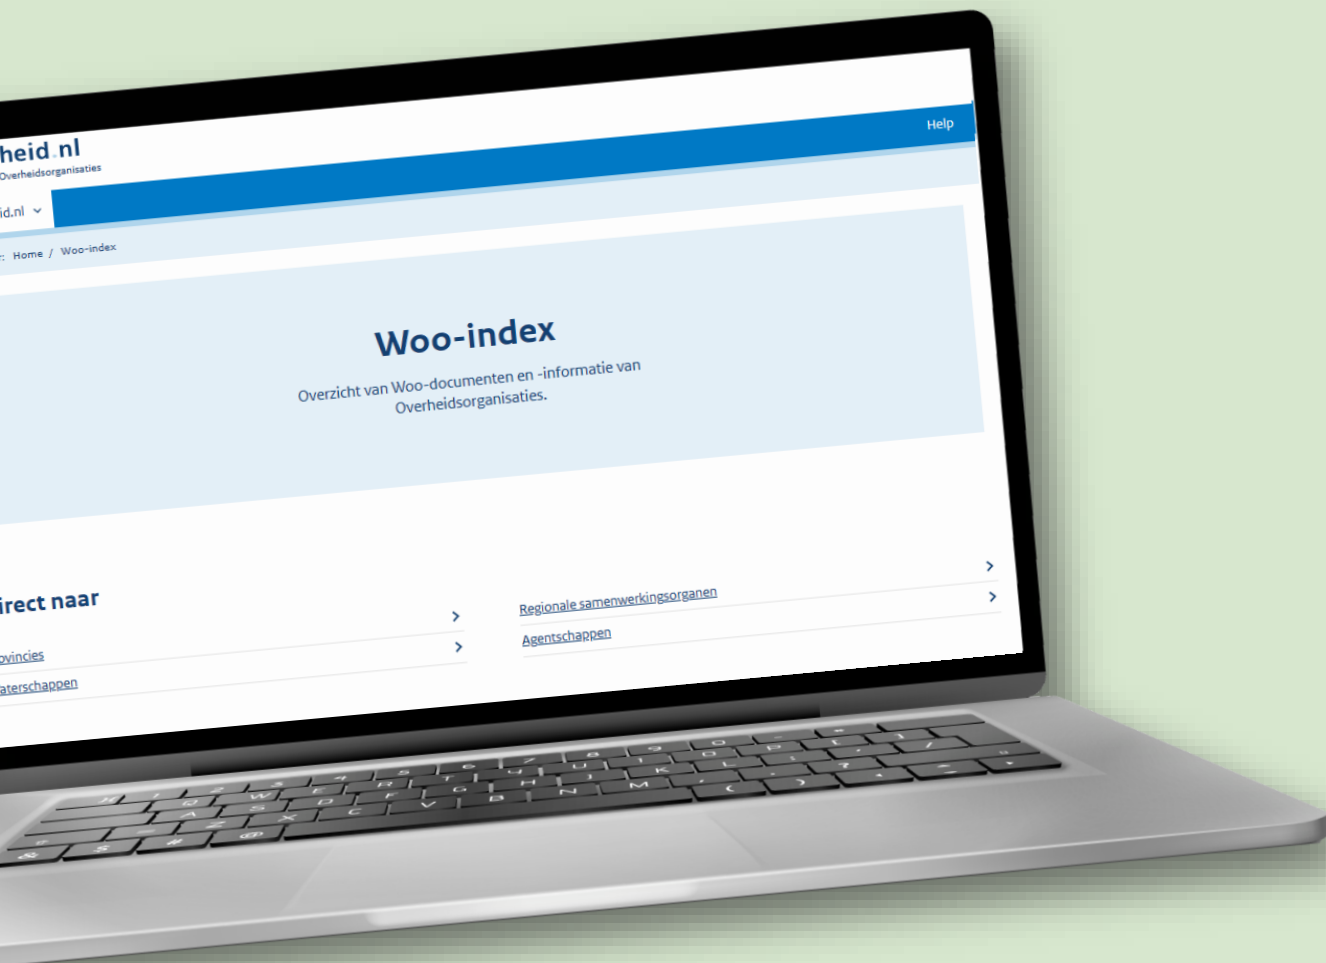 heid.nl
Overheidsorganisaties
id.nl
Help
: Home / Woo-index
Woo-index
Overzicht van Woo-documenten en -informatie van
Overheidsorganisaties.
irect naar
ovincies
aterschappen
Regionale samenwerkingsorganen
Agentschappen